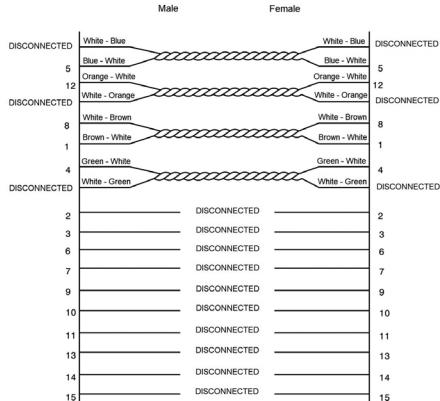 Male Female
DISCONNECTED White - Blue White - Blue DISCONNECTED
Blue - White Blue - White
5 5
Orange - White Orange - White
12 12
White - Orange White - Orange
DISCONNECTED DISCONNECTED
White - Brown White - Brown
8 8
Brown - White Brown - White
1 1
Green - White Green - White
4 4
White - Green White - Green
DISCONNECTED DISCONNECTED
2 DISCONNECTED 2
3 DISCONNECTED 3
6 DISCONNECTED 6
7 DISCONNECTED 7
9 DISCONNECTED 9
10 DISCONNECTED 10
11 DISCONNECTED 11
13 DISCONNECTED 13
14 DISCONNECTED 14
15 DISCONNECTED 15